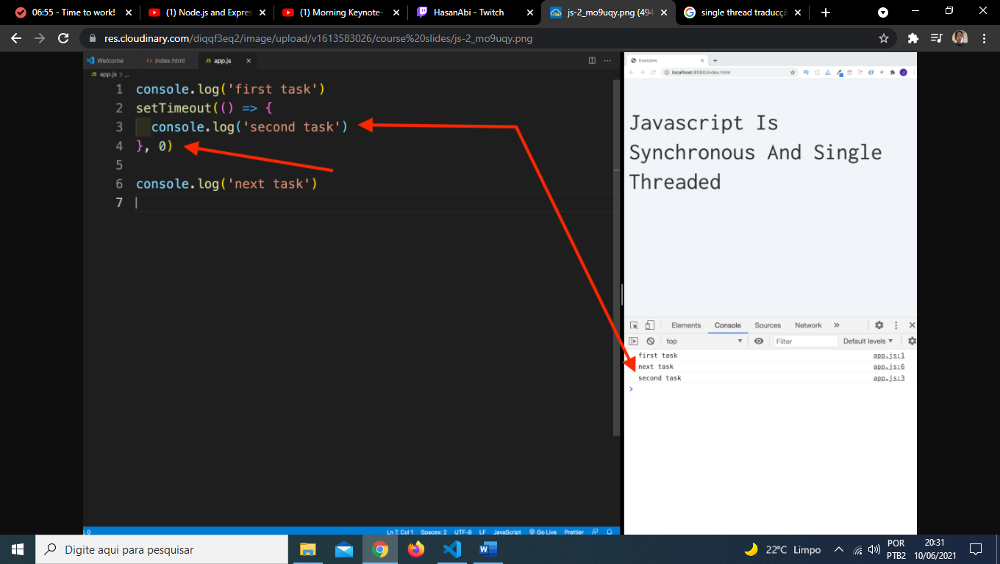 06:55 - Time to work!
(1) Node.js and Expres
(1) Morning Keynote-
HasanAbi - Twitch
js-2_mo9uqy.png (494
single thread traducçã
res.cloudinary.com/diqqf3eq2/image/upload/v1613583026/course%20slides/js-2_mo9uqy.png
Welcome
<> index.html
JS app.js
JS app.js > ...
1 console.log('first task')
2 setTimeout(() => {
3 console.log('second task')
4 }, 0)
5
6 console.log('next task')
7
0
Ln 7, Col 1 Spaces: 2 UTF-8 LF JavaScript Go Live Prettier
Examples
localhost:8080/index.html
Javascript Is
Synchronous And Single
Threaded
Elements Console Sources Network »
top Filter Default levels
first task app.js:1
next task app.js:6
second task app.js:3
>
Digite aqui para pesquisar
22°C Limpo
POR
PTB2
20:31
10/06/2021